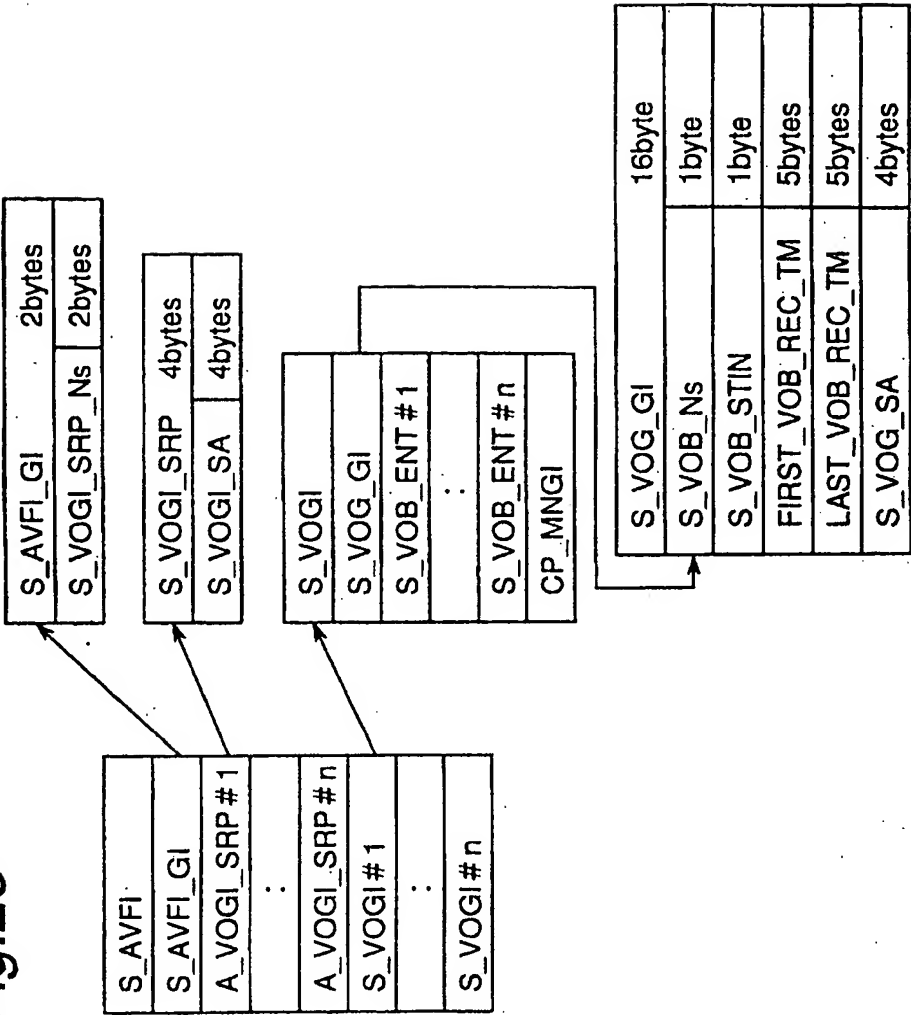 S_AVFI
S_AVFI_GI
A_VOGI_SRP#1
:
A_VOGI_SRP#n
S_VOGI#1
:
S_VOGI#n
S_AVFI_GI 2bytes
S_VOGI_SRP_Ns 2bytes
S_VOGI_SRP 4bytes
S_VOGI_SA 4bytes
S_VOGI
S_VOG_GI
S_VOB_ENT#1
:
S_VOB_ENT#n
CP_MNGI
S_VOG_GI 16byte
S_VOB_Ns 1byte
S_VOB_STIN 1byte
FIRST_VOB_REC_TM 5bytes
LAST_VOB_REC_TM 5bytes
S_VOG_SA 4bytes